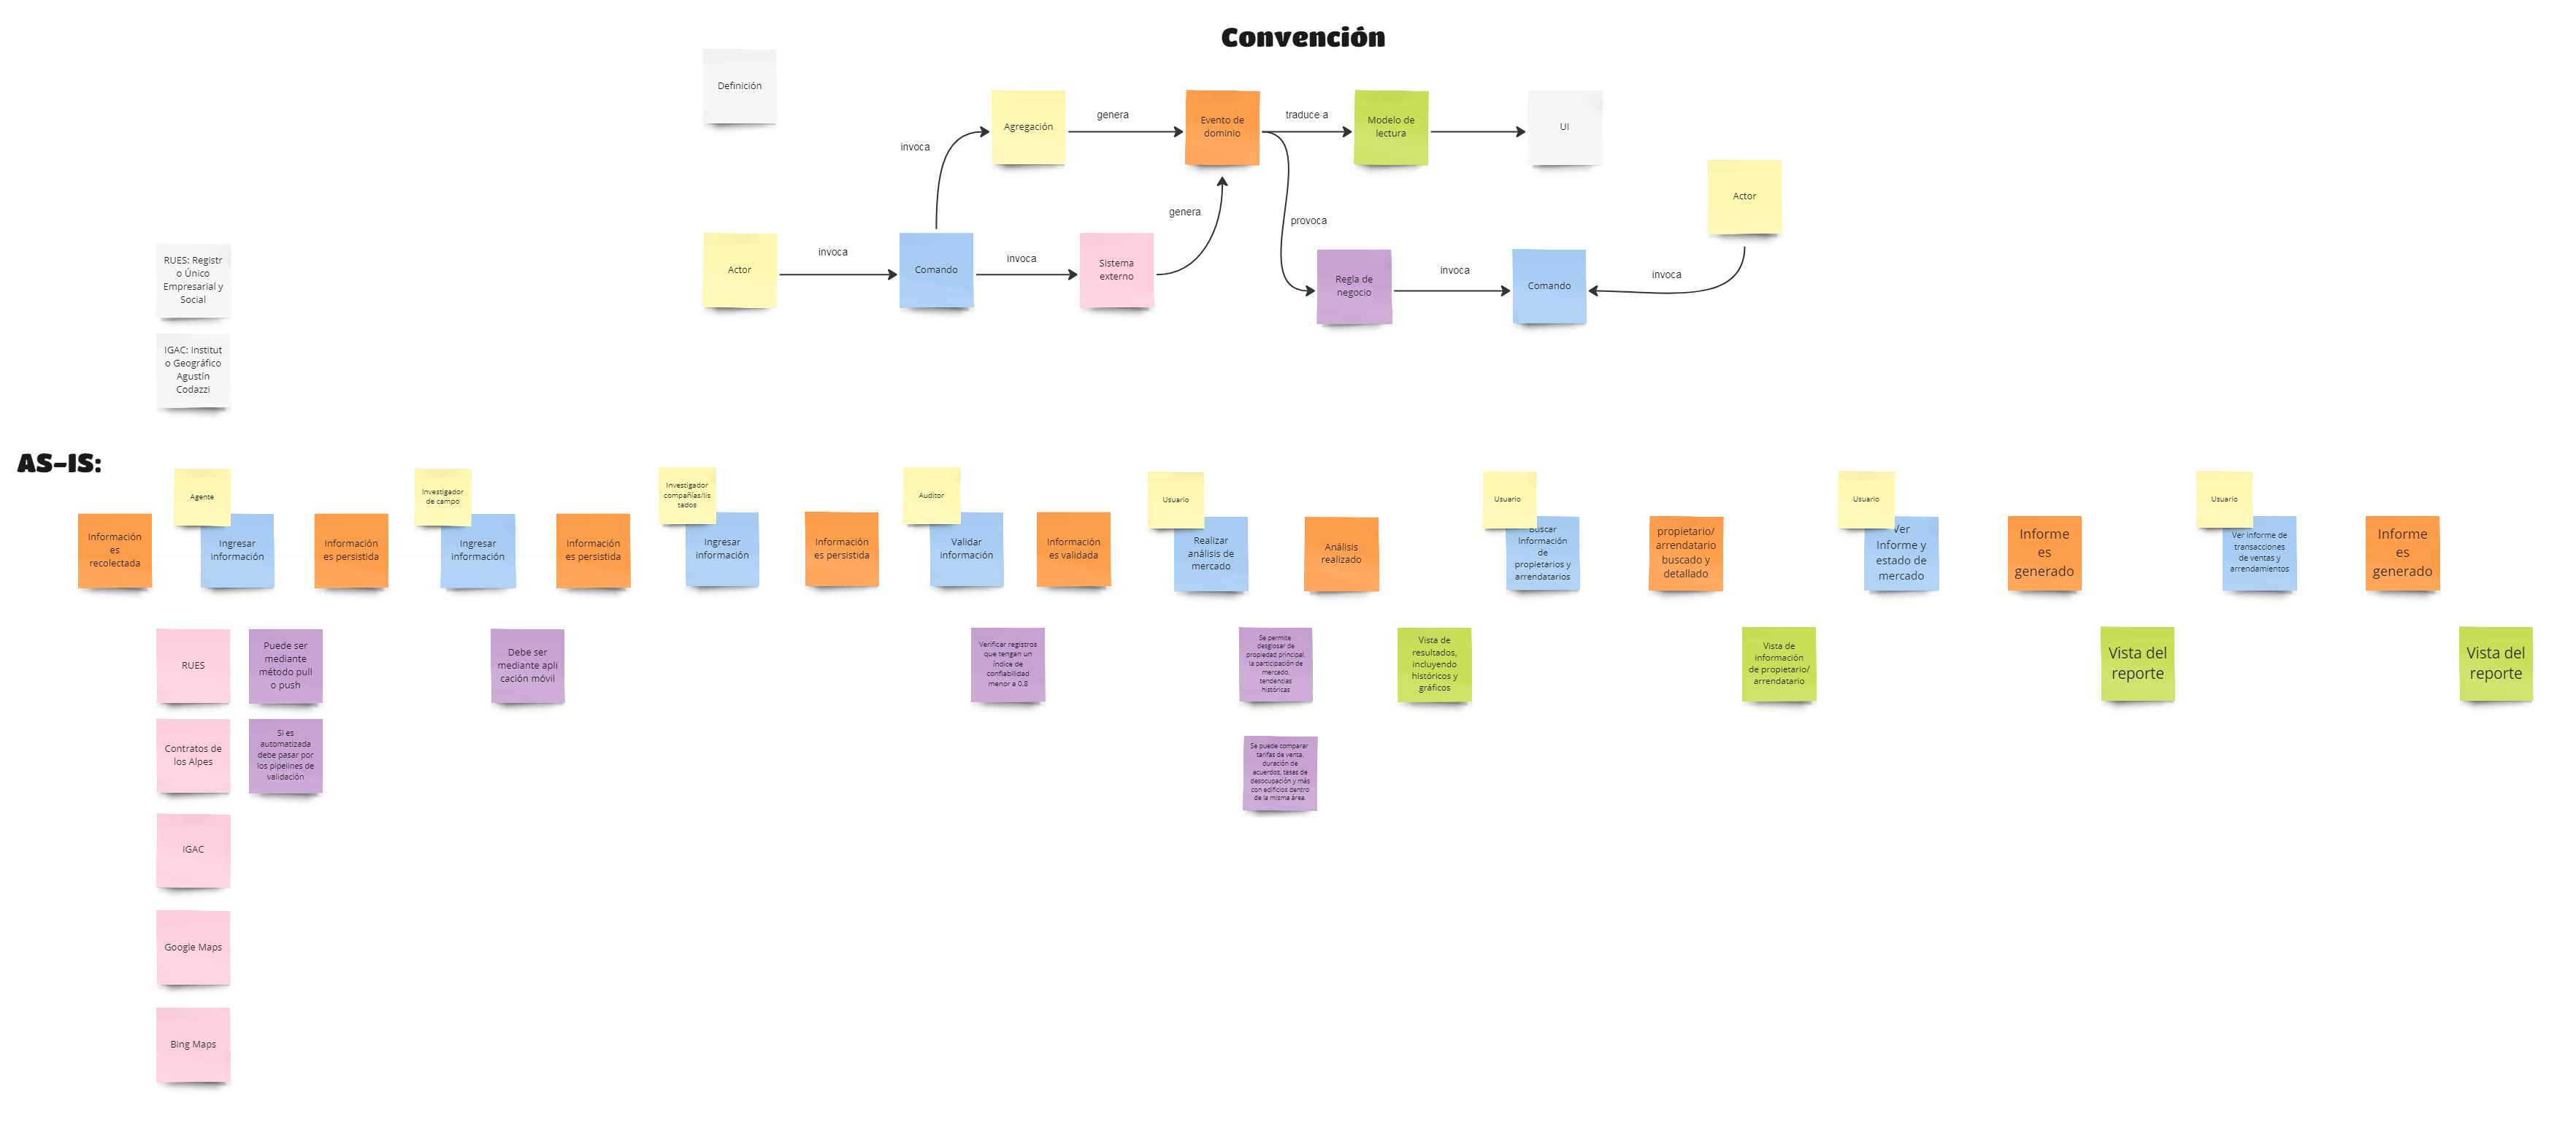 Convención
Definición
Agregación
genera
Evento de
dominio
traduce a
Modelo de
lectura
UI
invoca
Actor
invoca
Comando
invoca
Sistema
externo
genera
provoca
Regla de
negocio
invoca
Comando
invoca
Actor
RUES: Registr
o Único
Empresarial y
Social
IGAC: Institut
o Geográfico
Agustín
Codazzi
AS-IS:
Información
es
recolectada
Agente
Ingresar
información
Información
es persistida
Investigador
de campo
Ingresar
información
Información
es persistida
Investigador
compañías/lis
tados
Ingresar
información
Información
es persistida
Auditor
Validar
información
Información
es validada
Usuario
Realizar
análisis de
mercado
Análisis
realizado
Usuario
Buscar
Información
de
propietarios y
arrendatarios
propietario/
arrendatario
buscado y
detallado
Usuario
Ver
Informe y
estado de
mercado
Informe
es
generado
Usuario
Ver informe de
transacciones
de ventas y
arrendamientos
Informe
es
generado
RUES
Puede ser
mediante
método pull
o push
Debe ser
mediante apli
cación móvil
Verificar registros
que tengan un
índice de
confiabilidad
menor a 0.8
Se permite
desglosar de
propiedad principal,
la participación de
mercado,
tendencias
históricas
Vista de
resultados,
incluyendo
históricos y
gráficos
Vista de
información
de propietario/
arrendatario
Vista del
reporte
Vista del
reporte
Contratos de
los Alpes
Si es
automatizada
debe pasar por
los pipelines de
validación
Se puede comparar
tarifas de venta,
duración de
acuerdos, tasas de
desocupación y más
con edificios dentro
de la misma área.
IGAC
Google Maps
Bing Maps